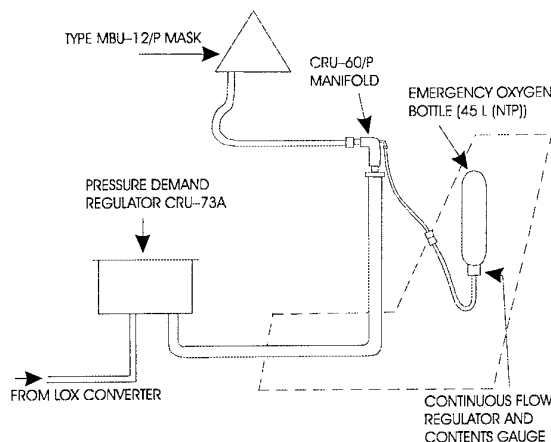 TYPE MBU–12/P MASK
CRU–60/P
MANIFOLD
EMERGENCY OXYGEN
BOTTLE (45 L (NTP))
PRESSURE DEMAND
REGULATOR CRU–73A
FROM LOX CONVERTER
CONTINUOUS FLOW
REGULATOR AND
CONTENTS GAUGE